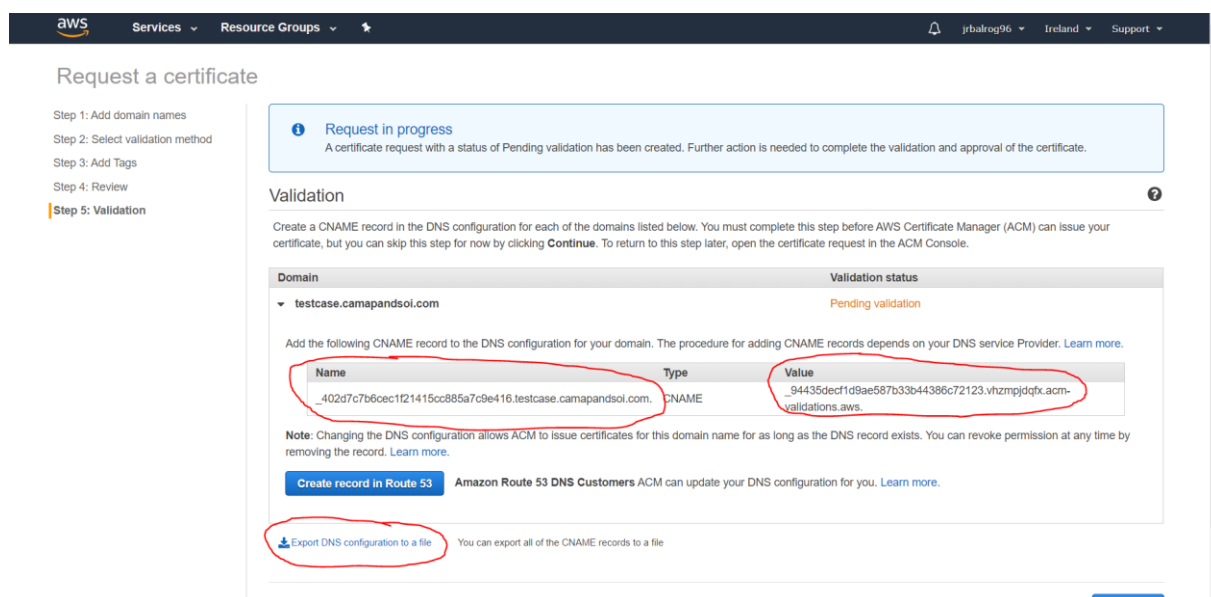 aws Services Resource Groups jrbalrog96 Ireland Support
Request a certificate
Step 1: Add domain names
Step 2: Select validation method
Step 3: Add Tags
Step 4: Review
Step 5: Validation
Request in progress
A certificate request with a status of Pending validation has been created. Further action is needed to complete the validation and approval of the certificate.
Validation
Create a CNAME record in the DNS configuration for each of the domains listed below. You must complete this step before AWS Certificate Manager (ACM) can issue your
certificate, but you can skip this step for now by clicking Continue. To return to this step later, open the certificate request in the ACM Console.
Domain Validation status
testcase.camapandsoi.com Pending validation
Add the following CNAME record to the DNS configuration for your domain. The procedure for adding CNAME records depends on your DNS service Provider. Learn more.
Name Type Value
_402d7c7b6cec1f21415cc885a7c9e416.testcase.camapandsoi.com. CNAME _94435decf1d9ae587b33b44386c72123.vhzmpjdqfx.acm-
validations.aws.
Note: Changing the DNS configuration allows ACM to issue certificates for this domain name for as long as the DNS record exists. You can revoke permission at any time by
removing the record. Learn more.
Create record in Route 53 Amazon Route 53 DNS Customers ACM can update your DNS configuration for you. Learn more.
Export DNS configuration to a file You can export all of the CNAME records to a file